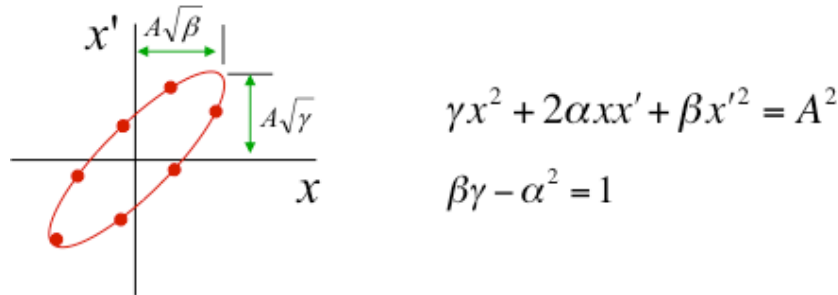 x'
A√β
A√γ
x
γx² + 2αxx' + βx'² = A²
βγ − α² = 1